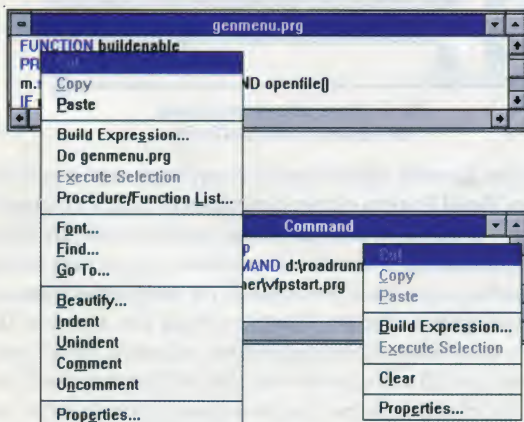 genmenu.prg
FUNCTION buildenable
PR
m. ND openfile()
IF
Cut
Copy
Paste
Build Expression...
Do genmenu.prg
Execute Selection
Procedure/Function List...
Font...
Find...
Go To...
Beautify...
Indent
Unindent
Comment
Uncomment
Properties...
Command
p
MAND d:\roadrunn
ner\vfpstart.prg
Cut
Copy
Paste
Build Expression...
Execute Selection
Clear
Properties...